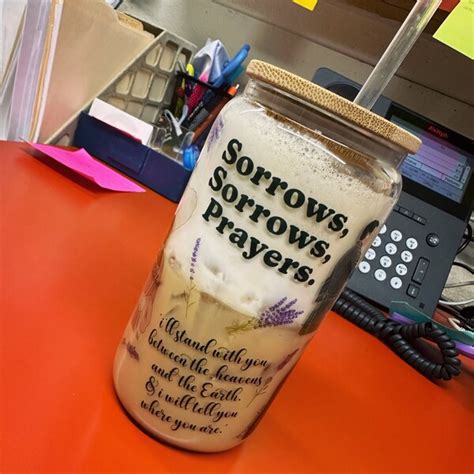 Sorrows,
Sorrows,
Prayers.
i'll stand with you
between the heavens
and the Earth.
& i will tell you
where you are.'
AVAYA